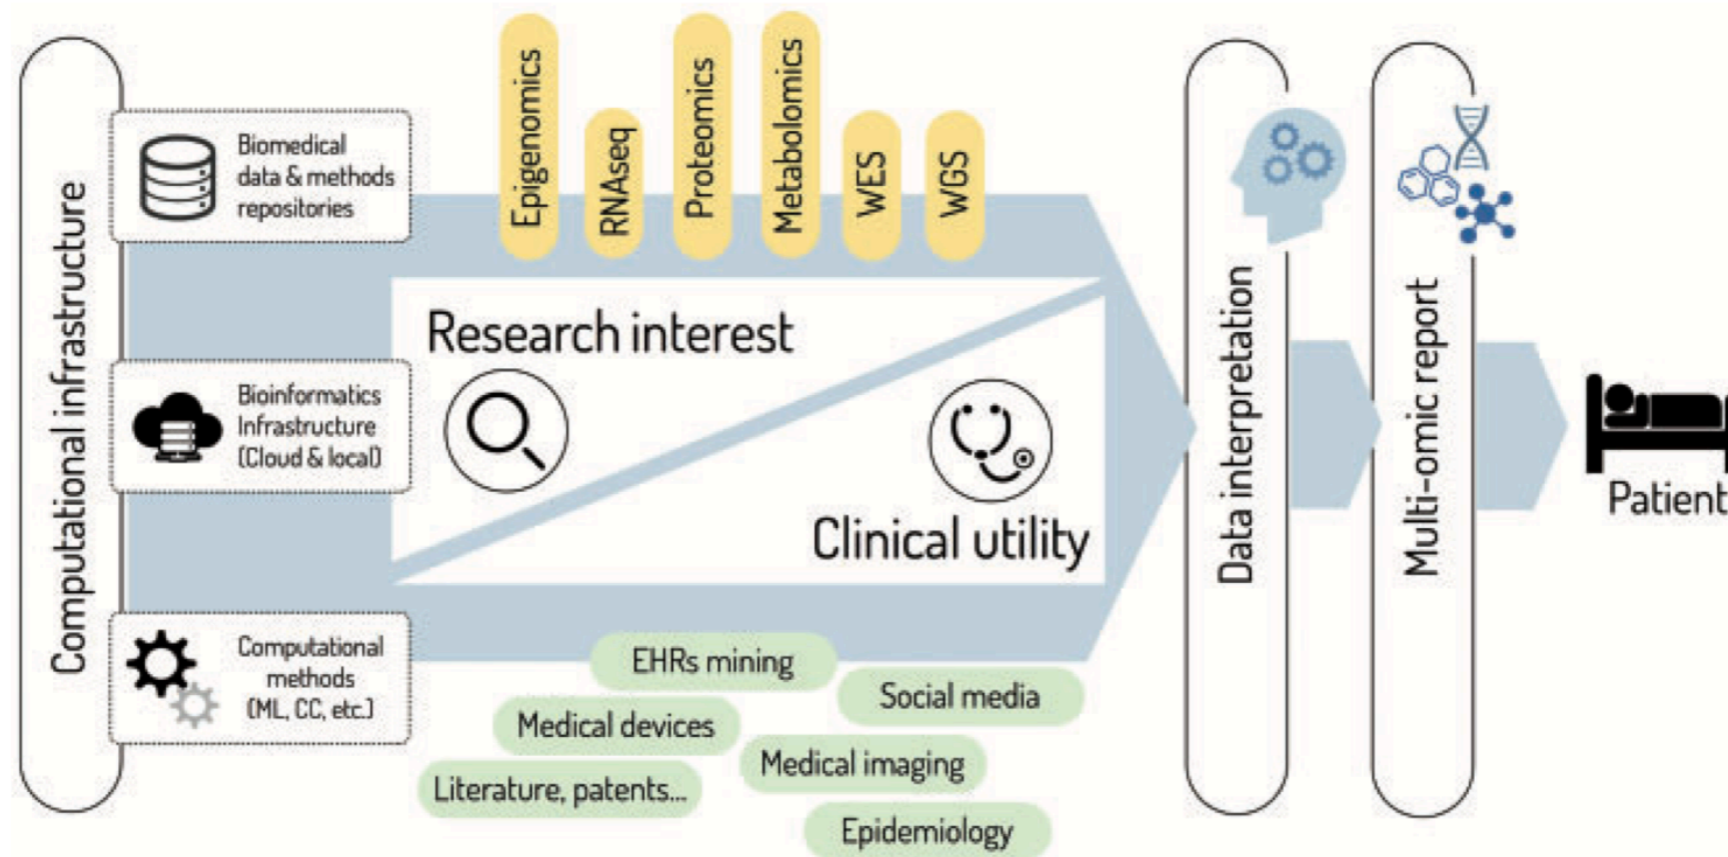 Computational infrastructure
Biomedical
data & methods
repositories
Bioinformatics
Infrastructure
(Cloud & local)
Computational
methods
(ML, CC, etc.)
Epigenomics
RNAseq
Proteomics
Metabolomics
WES
WGS
Research interest
Clinical utility
EHRs mining
Social media
Medical devices
Medical imaging
Literature, patents...
Epidemiology
Data interpretation
Multi-omic report
Patient